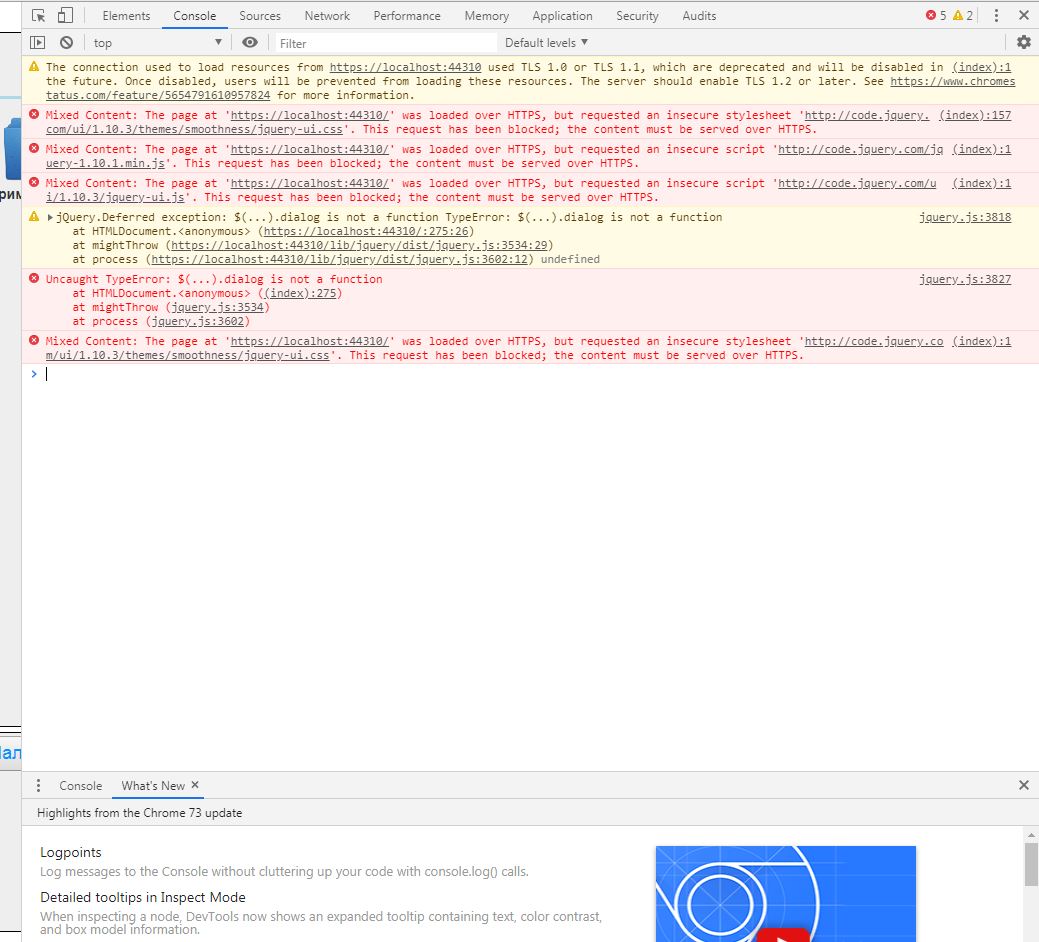 Elements Console Sources Network Performance Memory Application Security Audits 5 2
top Filter Default levels
The connection used to load resources from https://localhost:44310 used TLS 1.0 or TLS 1.1, which are deprecated and will be disabled in (index):1
the future. Once disabled, users will be prevented from loading these resources. The server should enable TLS 1.2 or later. See https://www.chromes
tatus.com/feature/5654791610957824 for more information.
Mixed Content: The page at 'https://localhost:44310/' was loaded over HTTPS, but requested an insecure stylesheet 'http://code.jquery. (index):157
com/ui/1.10.3/themes/smoothness/jquery-ui.css'. This request has been blocked; the content must be served over HTTPS.
Mixed Content: The page at 'https://localhost:44310/' was loaded over HTTPS, but requested an insecure script 'http://code.jquery.com/jq (index):1
uery-1.10.1.min.js'. This request has been blocked; the content must be served over HTTPS.
Mixed Content: The page at 'https://localhost:44310/' was loaded over HTTPS, but requested an insecure script 'http://code.jquery.com/u (index):1
i/1.10.3/jquery-ui.js'. This request has been blocked; the content must be served over HTTPS.
рим
jQuery.Deferred exception: $(...).dialog is not a function TypeError: $(...).dialog is not a function jquery.js:3818
at HTMLDocument.<anonymous> (https://localhost:44310/:275:26)
at mightThrow (https://localhost:44310/lib/jquery/dist/jquery.js:3534:29)
at process (https://localhost:44310/lib/jquery/dist/jquery.js:3602:12) undefined
Uncaught TypeError: $(...).dialog is not a function jquery.js:3827
at HTMLDocument.<anonymous> ((index):275)
at mightThrow (jquery.js:3534)
at process (jquery.js:3602)
Mixed Content: The page at 'https://localhost:44310/' was loaded over HTTPS, but requested an insecure stylesheet 'http://code.jquery.co (index):1
m/ui/1.10.3/themes/smoothness/jquery-ui.css'. This request has been blocked; the content must be served over HTTPS.
Console What's New
Highlights from the Chrome 73 update
Logpoints
Log messages to the Console without cluttering up your code with console.log() calls.
Detailed tooltips in Inspect Mode
When inspecting a node, DevTools now shows an expanded tooltip containing text, color contrast,
and box model information.